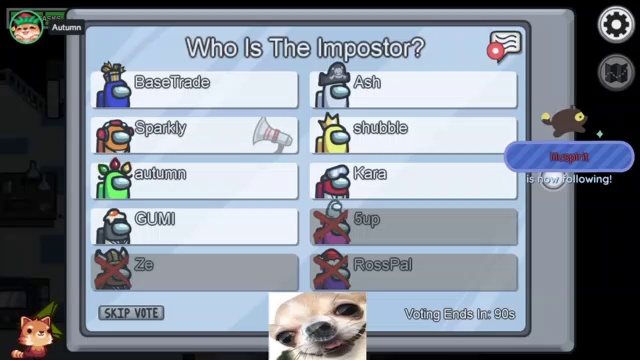 TASKS
Autumn
Who Is The Impostor?
BaseTrade
Ash
Sparkly
shubble
autumn
Kara
GUMI
5up
Ze
RossPal
is now following!
SKIP VOTE
Voting Ends In: 90s